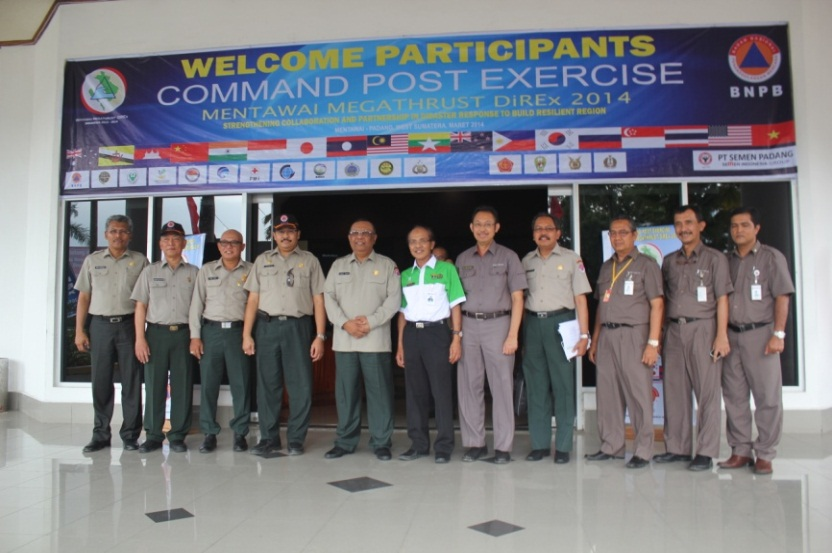 WELCOME PARTICIPANTS
COMMAND POST EXERCISE
MENTAWAI MEGATHRUST DiREx 2014
STRENGTHENING COLLABORATION AND PARTNERSHIP IN DISASTER RESPONSE TO BUILD RESILIENT REGION
MENTAWAI - PADANG, WEST SUMATERA, MARET 2014
BNPB
PT SEMEN PADANG